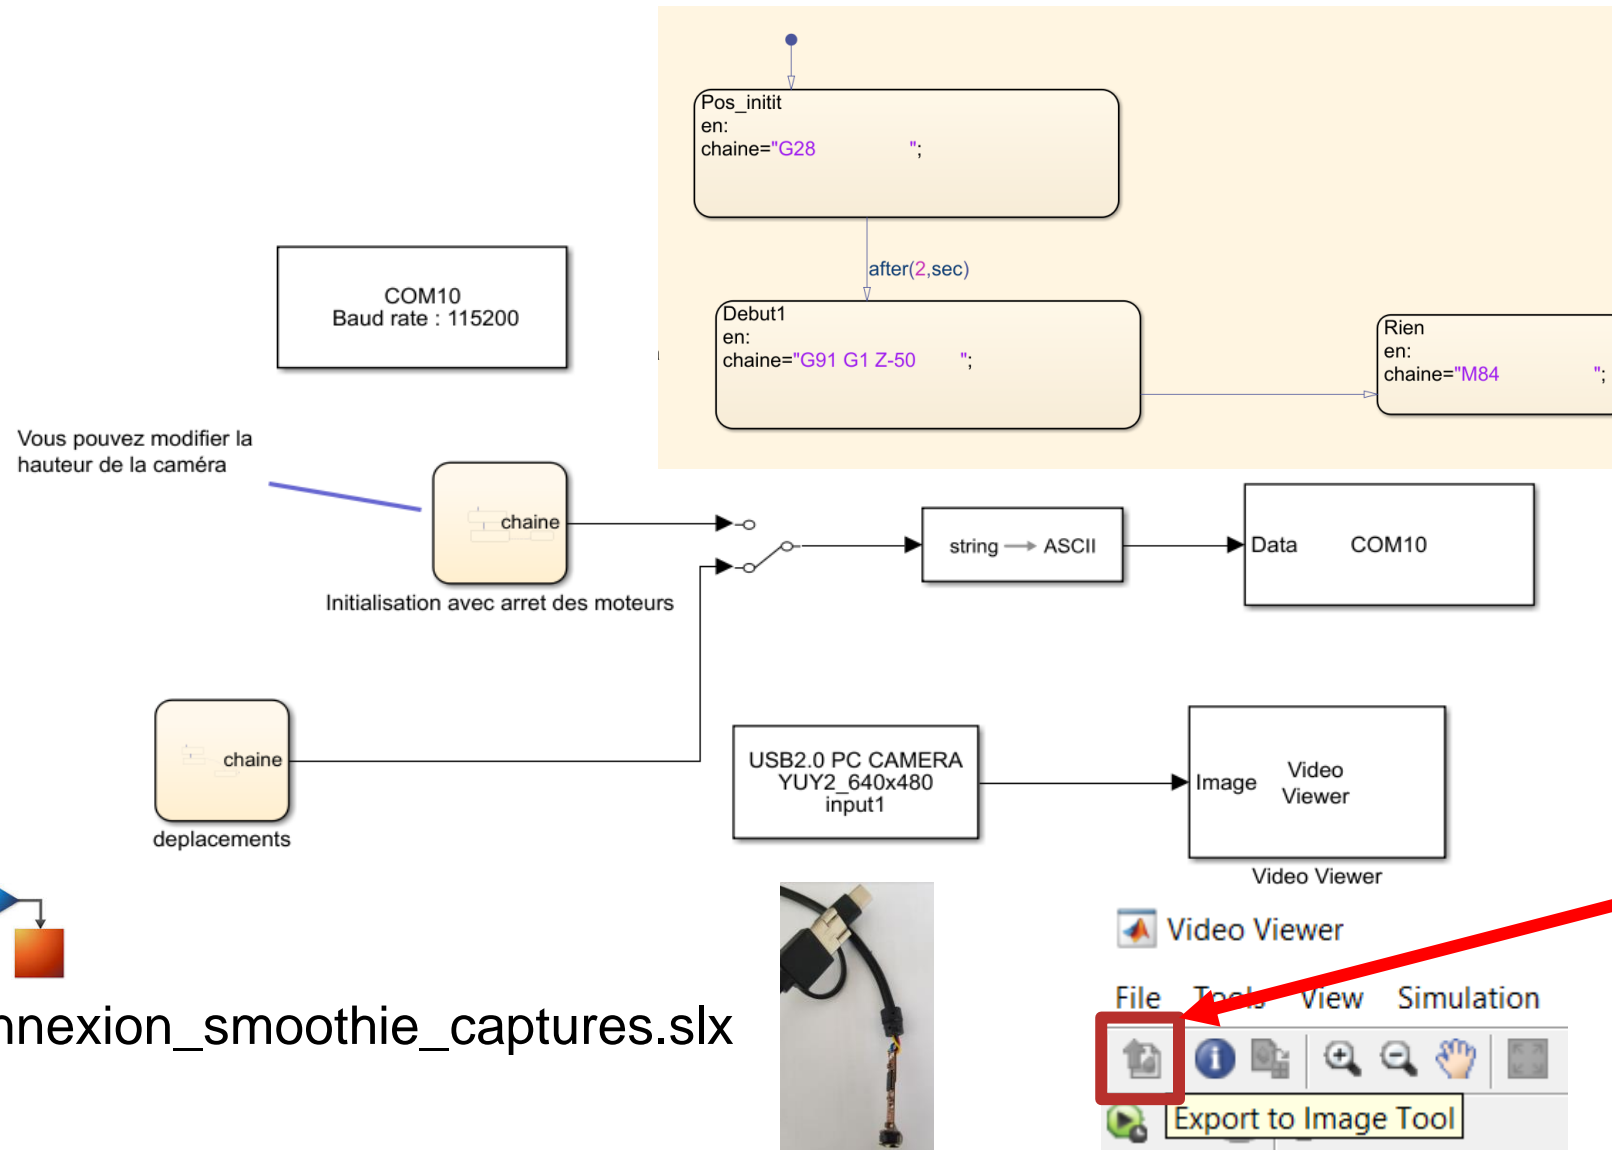 Pos_initit
en:
chaine="G28                 ";
after(2,sec)
Debut1
en:
chaine="G91 G1 Z-50        ";
Rien
en:
chaine="M84                 ";
COM10
Baud rate : 115200
Vous pouvez modifier la
hauteur de la caméra
chaine
Initialisation avec arret des moteurs
string → ASCII
Data COM10
chaine
deplacements
USB2.0 PC CAMERA
YUY2_640x480
input1
Image
Video
Viewer
Video Viewer
nnexion_smoothie_captures.slx
Video Viewer
File Tools View Simulation
Export to Image Tool